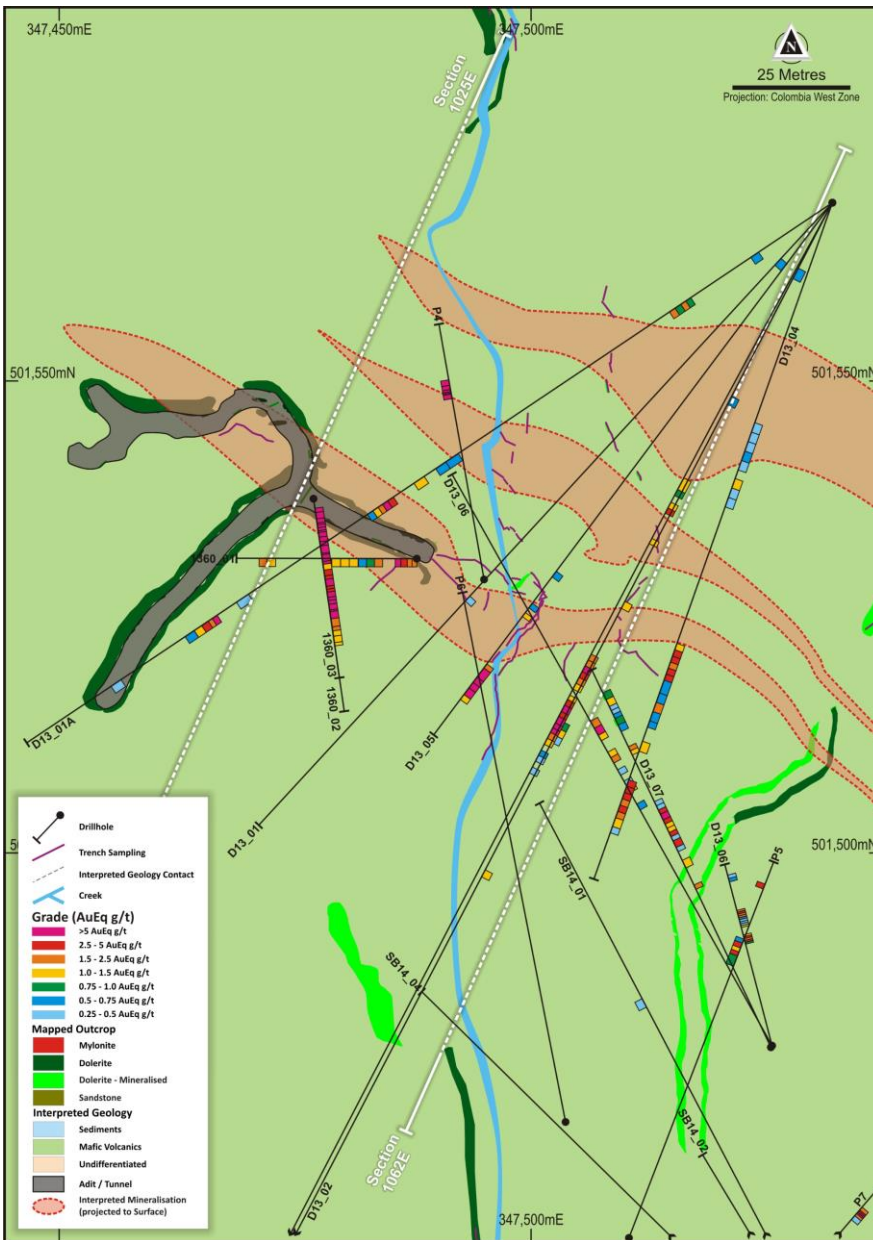 347,450mE
347,500mE
N
25 Metres
Projection: Colombia West Zone
Section
1025E
D13_04
P4
501,550mN
501,550mN
D13_06
1360_01
P6
1360_03
1360_02
D13_01A
D13_05
D13_07
D13_01
501,500mN
D13_06
P5
SB14_01
SB14_04
SB14_02
Section
1062E
D13_02
P7
347,500mE
Drillhole
Trench Sampling
Interpreted Geology Contact
Creek
Grade (AuEq g/t)
>5 AuEq g/t
2.5 - 5 AuEq g/t
1.5 - 2.5 AuEq g/t
1.0 - 1.5 AuEq g/t
0.75 - 1.0 AuEq g/t
0.5 - 0.75 AuEq g/t
0.25 - 0.5 AuEq g/t
Mapped Outcrop
Mylonite
Dolerite
Dolerite - Mineralised
Sandstone
Interpreted Geology
Sediments
Mafic Volcanics
Undifferentiated
Adit / Tunnel
Interpreted Mineralisation
(projected to Surface)